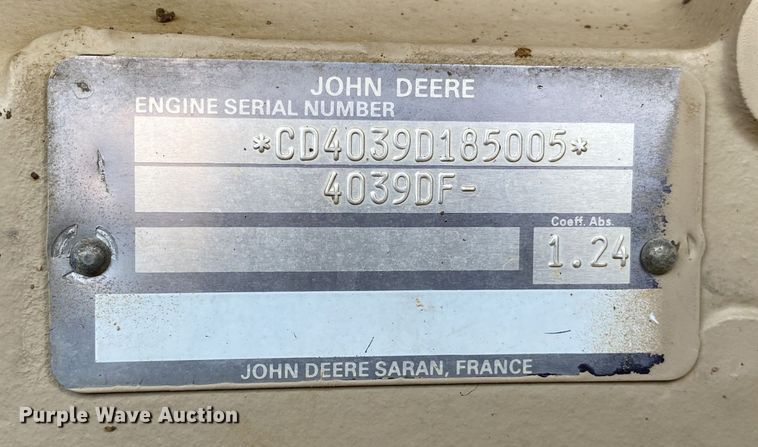 JOHN DEERE
ENGINE SERIAL NUMBER
*CD4039D185005*
4039DF-
Coeff. Abs.
1.24
JOHN DEERE SARAN, FRANCE
Purple Wave Auction